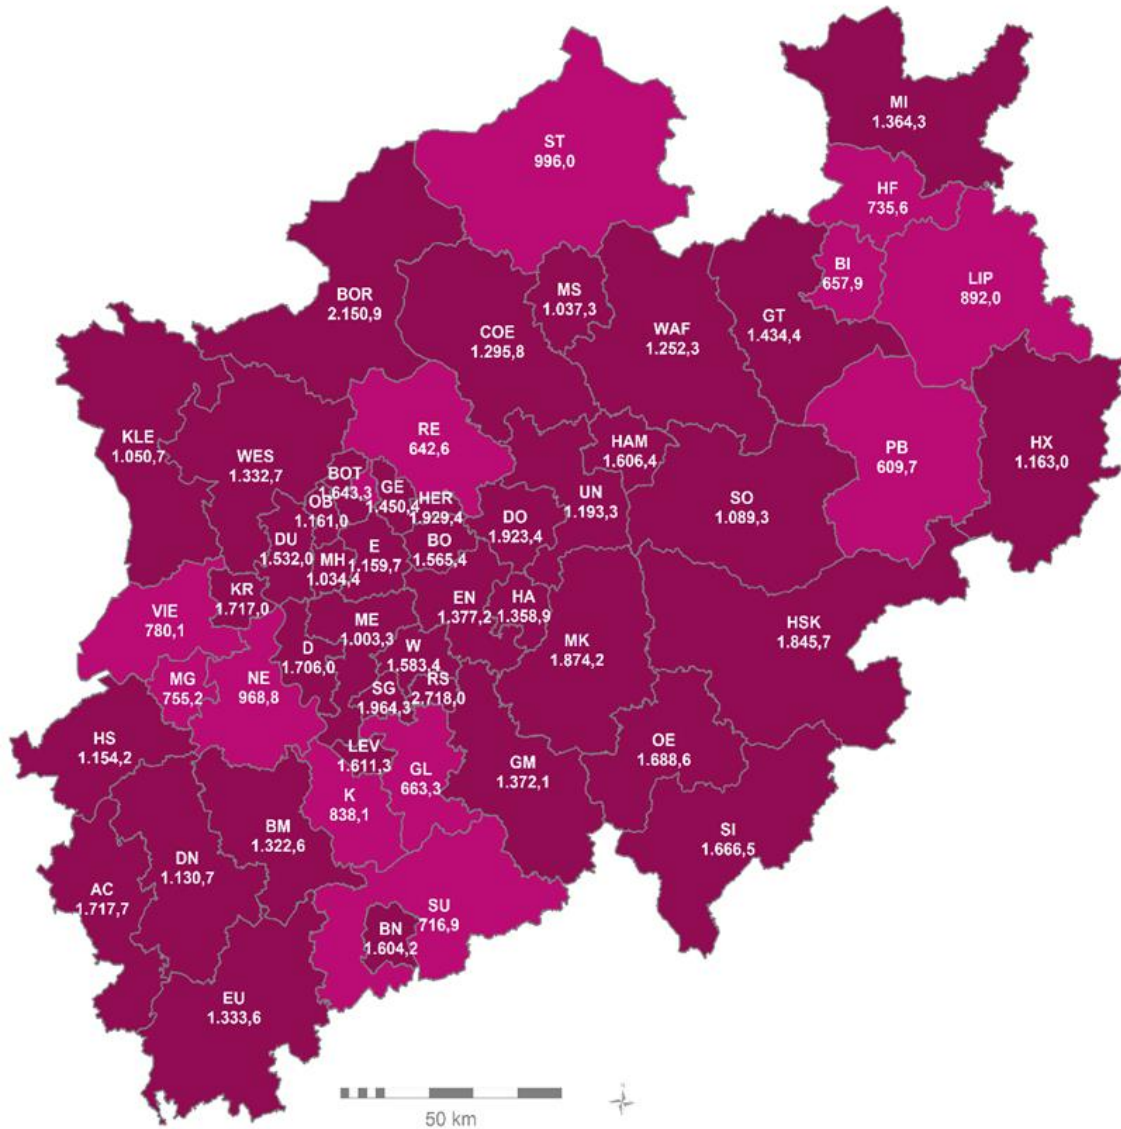 MI
1.364,3
ST
996,0
HF
735,6
BI
657,9
LIP
892,0
BOR
2.150,9
MS
1.037,3
COE
1.295,8
WAF
1.252,3
GT
1.434,4
KLE
1.050,7
WES
1.332,7
RE
642,6
HAM
1.606,4
PB
609,7
HX
1.163,0
BOT
1.643,3
GE
1.450,4
HER
1.929,4
UN
1.193,3
SO
1.089,3
OB
1.161,0
DO
1.923,4
DU
1.532,0
MH
1.034,4
E
1.159,7
BO
1.565,4
KR
1.717,0
VIE
780,1
EN
1.377,2
HA
1.358,9
HSK
1.845,7
ME
1.003,3
MK
1.874,2
D
1.706,0
W
1.583,4
MG
755,2
NE
968,8
SG
1.964,3
RS
2.718,0
HS
1.154,2
LEV
1.611,3
GL
663,3
GM
1.372,1
OE
1.688,6
K
838,1
BM
1.322,6
SI
1.666,5
DN
1.130,7
AC
1.717,7
SU
716,9
BN
1.604,2
EU
1.333,6
50 km